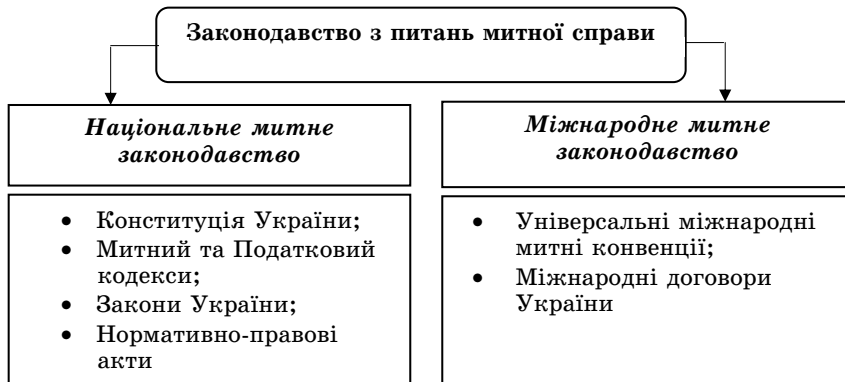 Законодавство з питань митної справи
Національне митне
законодавство
• Конституція України;
• Митний та Податковий
кодекси;
• Закони України;
• Нормативно-правові
акти
Міжнародне митне
законодавство
• Універсальні міжнародні
митні конвенції;
• Міжнародні договори
України